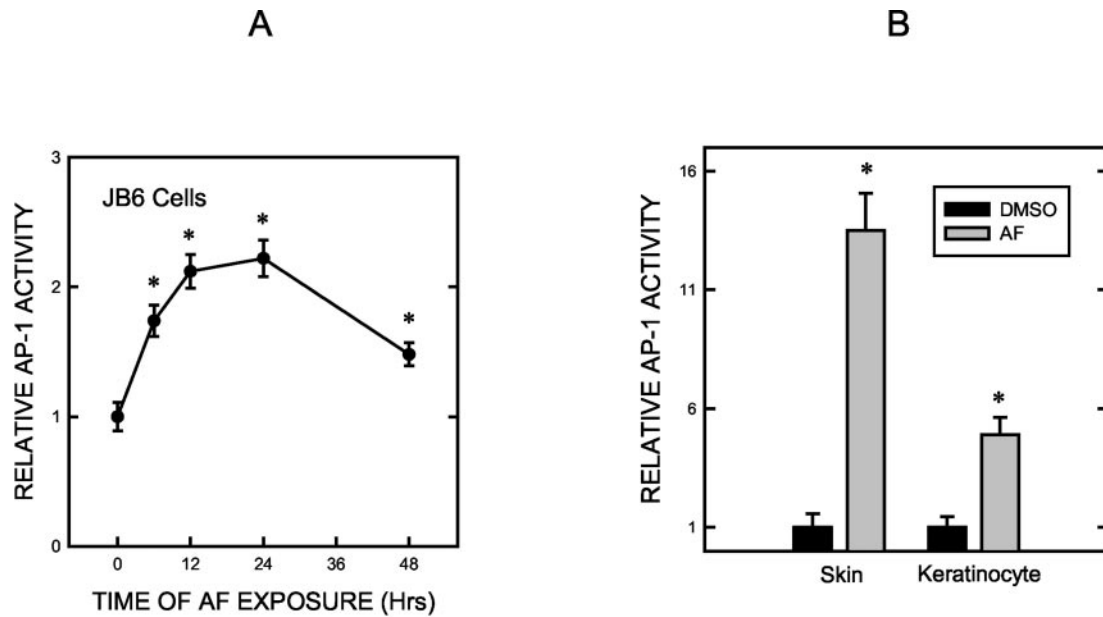 A
B
RELATIVE AP-1 ACTIVITY
3
2
1
0
JB6 Cells
*
*
*
*
0 12 24 36 48
TIME OF AF EXPOSURE (Hrs)
RELATIVE AP-1 ACTIVITY
16
11
6
1
*
*
DMSO
AF
Skin Keratinocyte